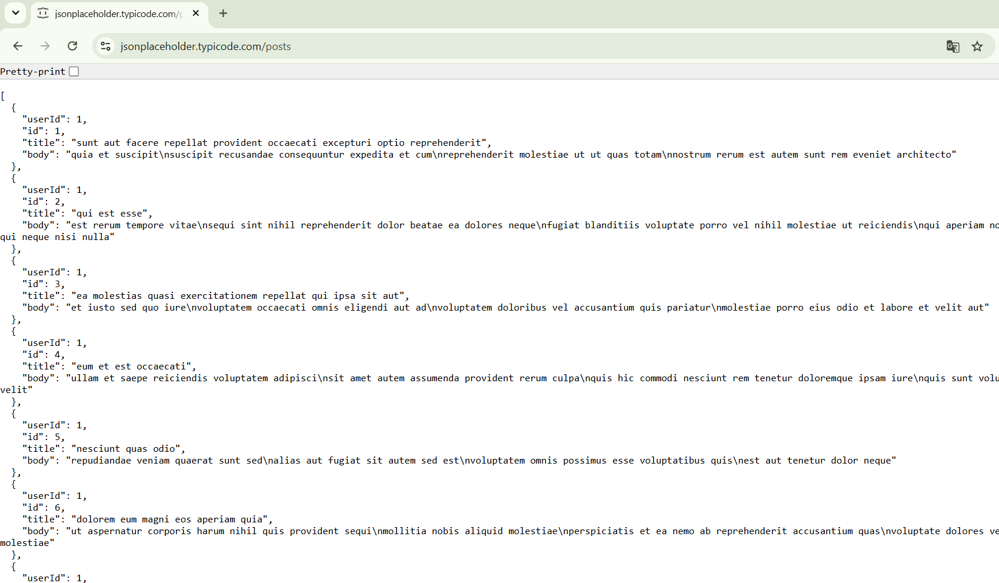 jsonplaceholder.typicode.com/p
jsonplaceholder.typicode.com/posts
Pretty-print
[
  {
    "userId": 1,
    "id": 1,
    "title": "sunt aut facere repellat provident occaecati excepturi optio reprehenderit",
    "body": "quia et suscipit\nsuscipit recusandae consequuntur expedita et cum\nreprehenderit molestiae ut ut quas totam\nnostrum rerum est autem sunt rem eveniet architecto"
  },
  {
    "userId": 1,
    "id": 2,
    "title": "qui est esse",
    "body": "est rerum tempore vitae\nsequi sint nihil reprehenderit dolor beatae ea dolores neque\nfugiat blanditiis voluptate porro vel nihil molestiae ut reiciendis\nqui aperiam no
qui neque nisi nulla"
  },
  {
    "userId": 1,
    "id": 3,
    "title": "ea molestias quasi exercitationem repellat qui ipsa sit aut",
    "body": "et iusto sed quo iure\nvoluptatem occaecati omnis eligendi aut ad\nvoluptatem doloribus vel accusantium quis pariatur\nmolestiae porro eius odio et labore et velit aut"
  },
  {
    "userId": 1,
    "id": 4,
    "title": "eum et est occaecati",
    "body": "ullam et saepe reiciendis voluptatem adipisci\nsit amet autem assumenda provident rerum culpa\nquis hic commodi nesciunt rem tenetur doloremque ipsam iure\nquis sunt volu
velit"
  },
  {
    "userId": 1,
    "id": 5,
    "title": "nesciunt quas odio",
    "body": "repudiandae veniam quaerat sunt sed\nalias aut fugiat sit autem sed est\nvoluptatem omnis possimus esse voluptatibus quis\nest aut tenetur dolor neque"
  },
  {
    "userId": 1,
    "id": 6,
    "title": "dolorem eum magni eos aperiam quia",
    "body": "ut aspernatur corporis harum nihil quis provident sequi\nmollitia nobis aliquid molestiae\nperspiciatis et ea nemo ab reprehenderit accusantium quas\nvoluptate dolores ve
molestiae"
  },
  {
    "userId": 1,